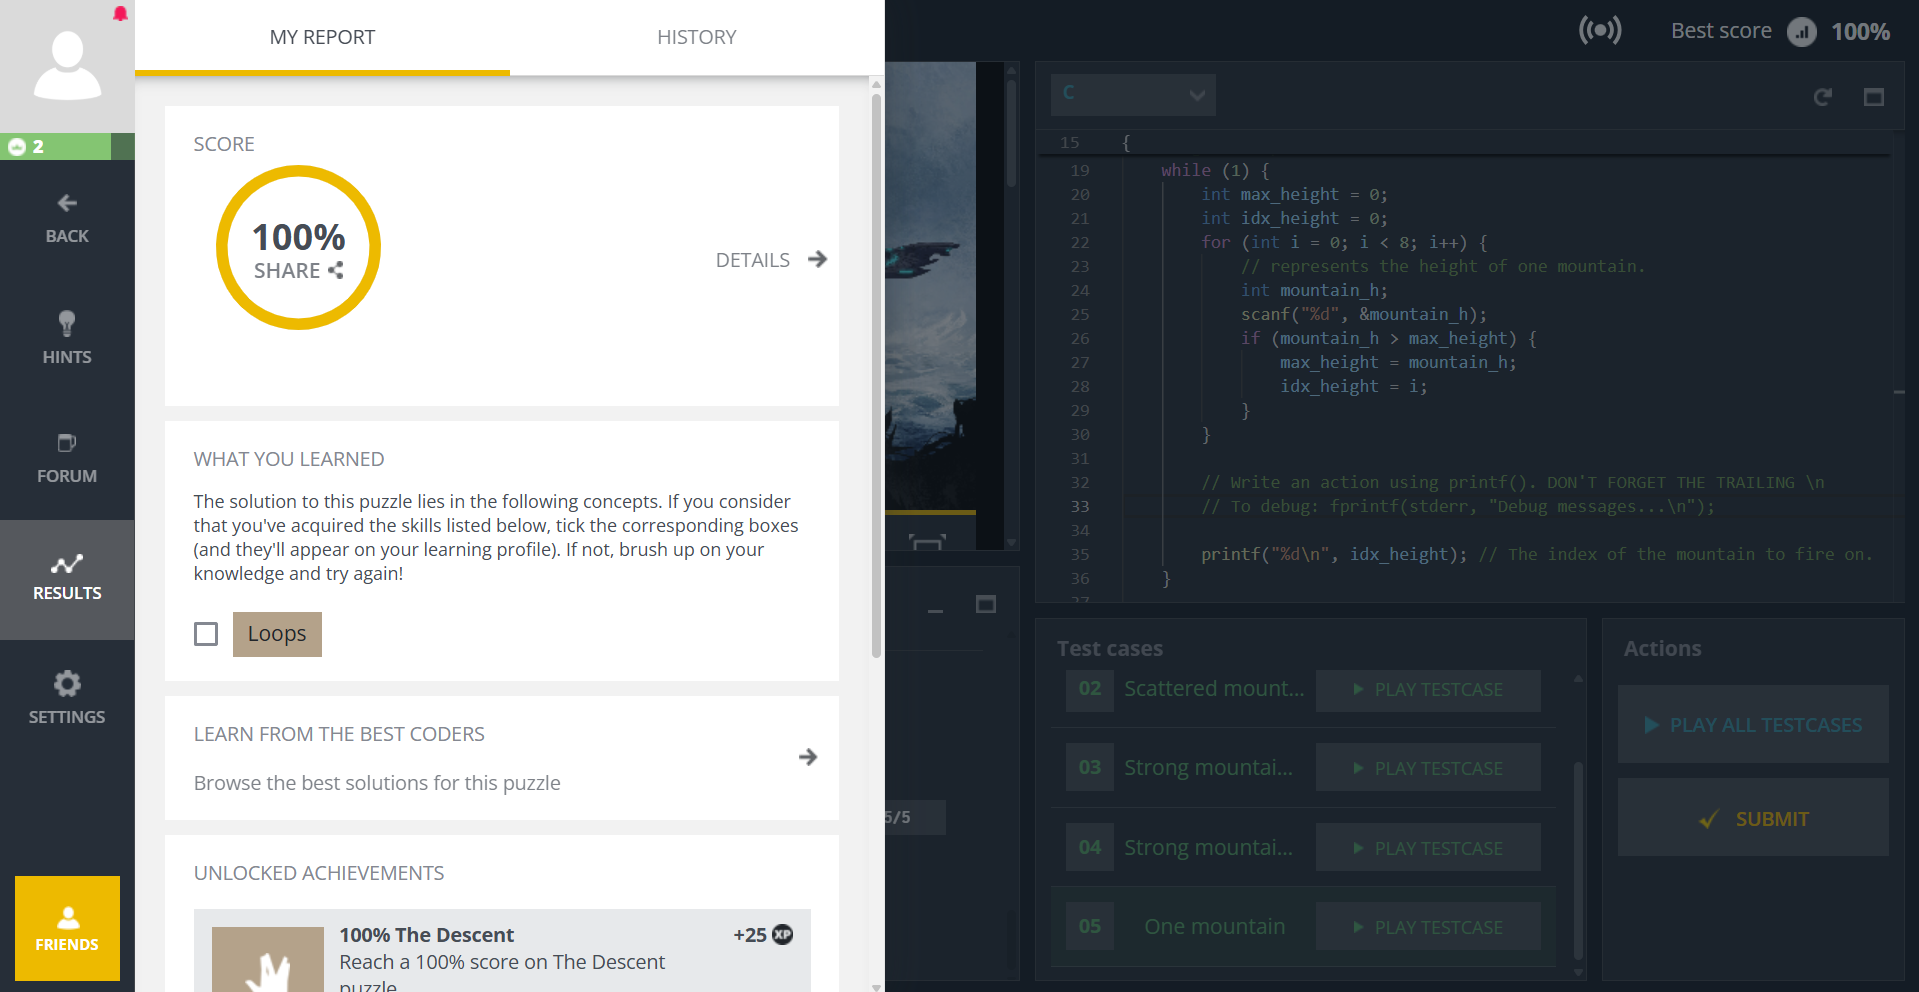 2
BACK
HINTS
FORUM
RESULTS
SETTINGS
FRIENDS
MY REPORT
HISTORY
SCORE
100%
SHARE
DETAILS
WHAT YOU LEARNED
The solution to this puzzle lies in the following concepts. If you consider
that you've acquired the skills listed below, tick the corresponding boxes
(and they'll appear on your learning profile). If not, brush up on your
knowledge and try again!
Loops
LEARN FROM THE BEST CODERS
Browse the best solutions for this puzzle
UNLOCKED ACHIEVEMENTS
100% The Descent
+25 XP
Reach a 100% score on The Descent
puzzle
5/5
Best score 100%
C
15 {
19 while (1) {
20 int max_height = 0;
21 int idx_height = 0;
22 for (int i = 0; i < 8; i++) {
23 // represents the height of one mountain.
24 int mountain_h;
25 scanf("%d", &mountain_h);
26 if (mountain_h > max_height) {
27 max_height = mountain_h;
28 idx_height = i;
29 }
30 }
31
32 // Write an action using printf(). DON'T FORGET THE TRAILING \n
33 // To debug: fprintf(stderr, "Debug messages...\n");
34
35 printf("%d\n", idx_height); // The index of the mountain to fire on.
36 }
37
Test cases
02 Scattered mount... PLAY TESTCASE
03 Strong mountai... PLAY TESTCASE
04 Strong mountai... PLAY TESTCASE
05 One mountain PLAY TESTCASE
Actions
PLAY ALL TESTCASES
SUBMIT